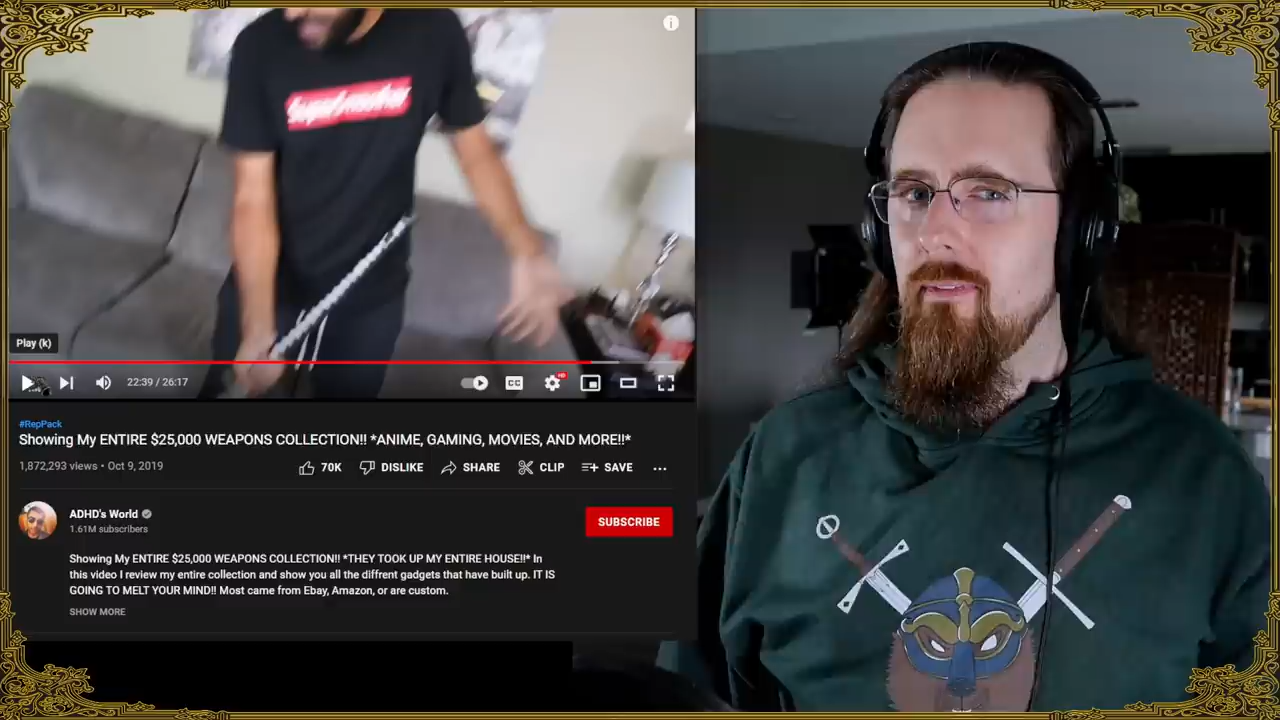 Play (k)
22:39 / 26:17
CC
HD
#RepPack
Showing My ENTIRE $25,000 WEAPONS COLLECTION!! *ANIME, GAMING, MOVIES, AND MORE!!*
1,872,293 views • Oct 9, 2019
70K DISLIKE SHARE CLIP SAVE ...
ADHD's World
1.61M subscribers
SUBSCRIBE
Showing My ENTIRE $25,000 WEAPONS COLLECTION!! *THEY TOOK UP MY ENTIRE HOUSE!!* In
this video I review my entire collection and show you all the diffrent gadgets that have built up. IT IS
GOING TO MELT YOUR MIND!! Most came from Ebay, Amazon, or are custom.
SHOW MORE